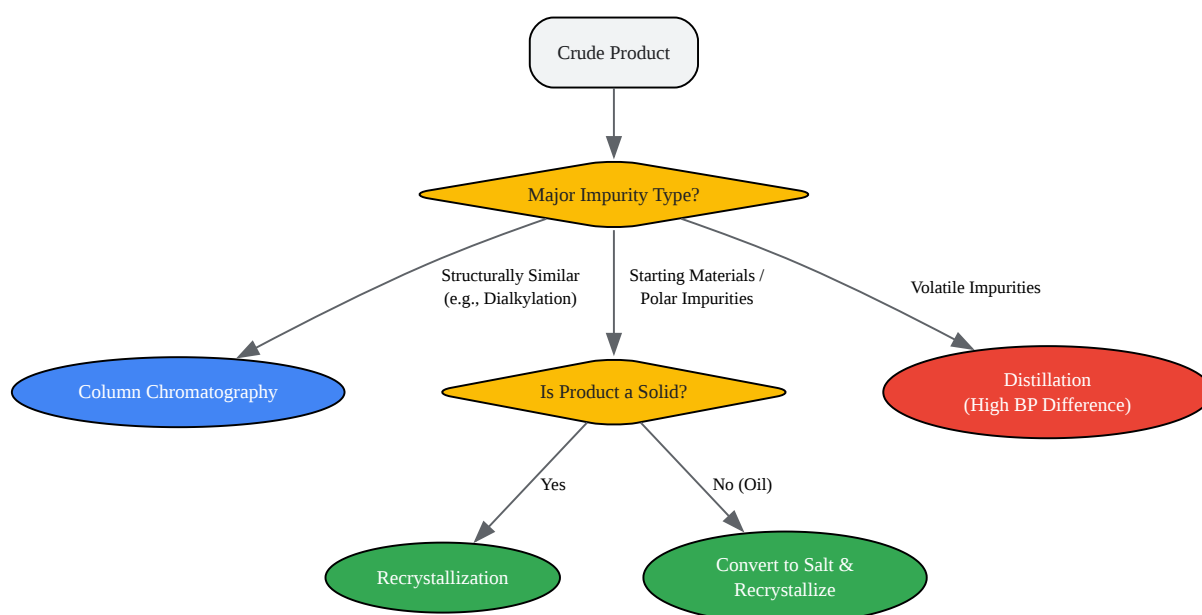 Crude Product
Major Impurity Type?
Structurally Similar
(e.g., Dialkylation)
Starting Materials /
Polar Impurities
Volatile Impurities
Column Chromatography
Is Product a Solid?
Distillation
(High BP Difference)
Yes
No (Oil)
Recrystallization
Convert to Salt &
Recrystallize